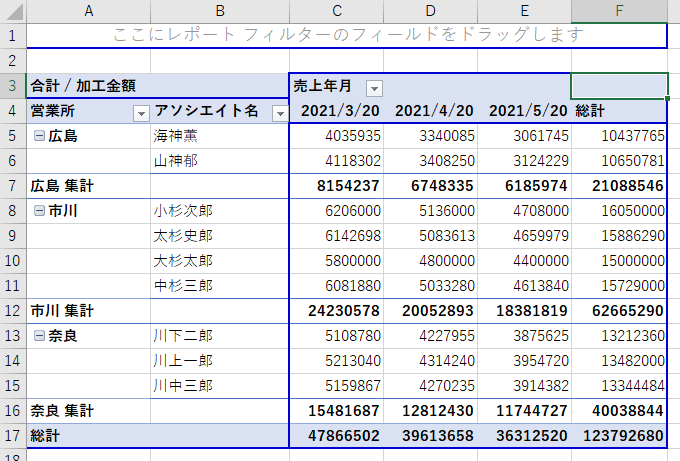 A B C D E F
1 ここにレポート フィルターのフィールドをドラッグします
2
3 合計 / 加工金額 売上年月
4 営業所 アソシエイト名 2021/3/20 2021/4/20 2021/5/20 総計
5 広島 海神薫 4035935 3340085 3061745 10437765
6 山神郁 4118302 3408250 3124229 10650781
7 広島 集計 8154237 6748335 6185974 21088546
8 市川 小杉次郎 6206000 5136000 4708000 16050000
9 太杉史郎 6142698 5083613 4659979 15886290
10 大杉太郎 5800000 4800000 4400000 15000000
11 中杉三郎 6081880 5033280 4613840 15729000
12 市川 集計 24230578 20052893 18381819 62665290
13 奈良 川下二郎 5108780 4227955 3875625 13212360
14 川上一郎 5213040 4314240 3954720 13482000
15 川中三郎 5159867 4270235 3914382 13344484
16 奈良 集計 15481687 12812430 11744727 40038844
17 総計 47866502 39613658 36312520 123792680
18